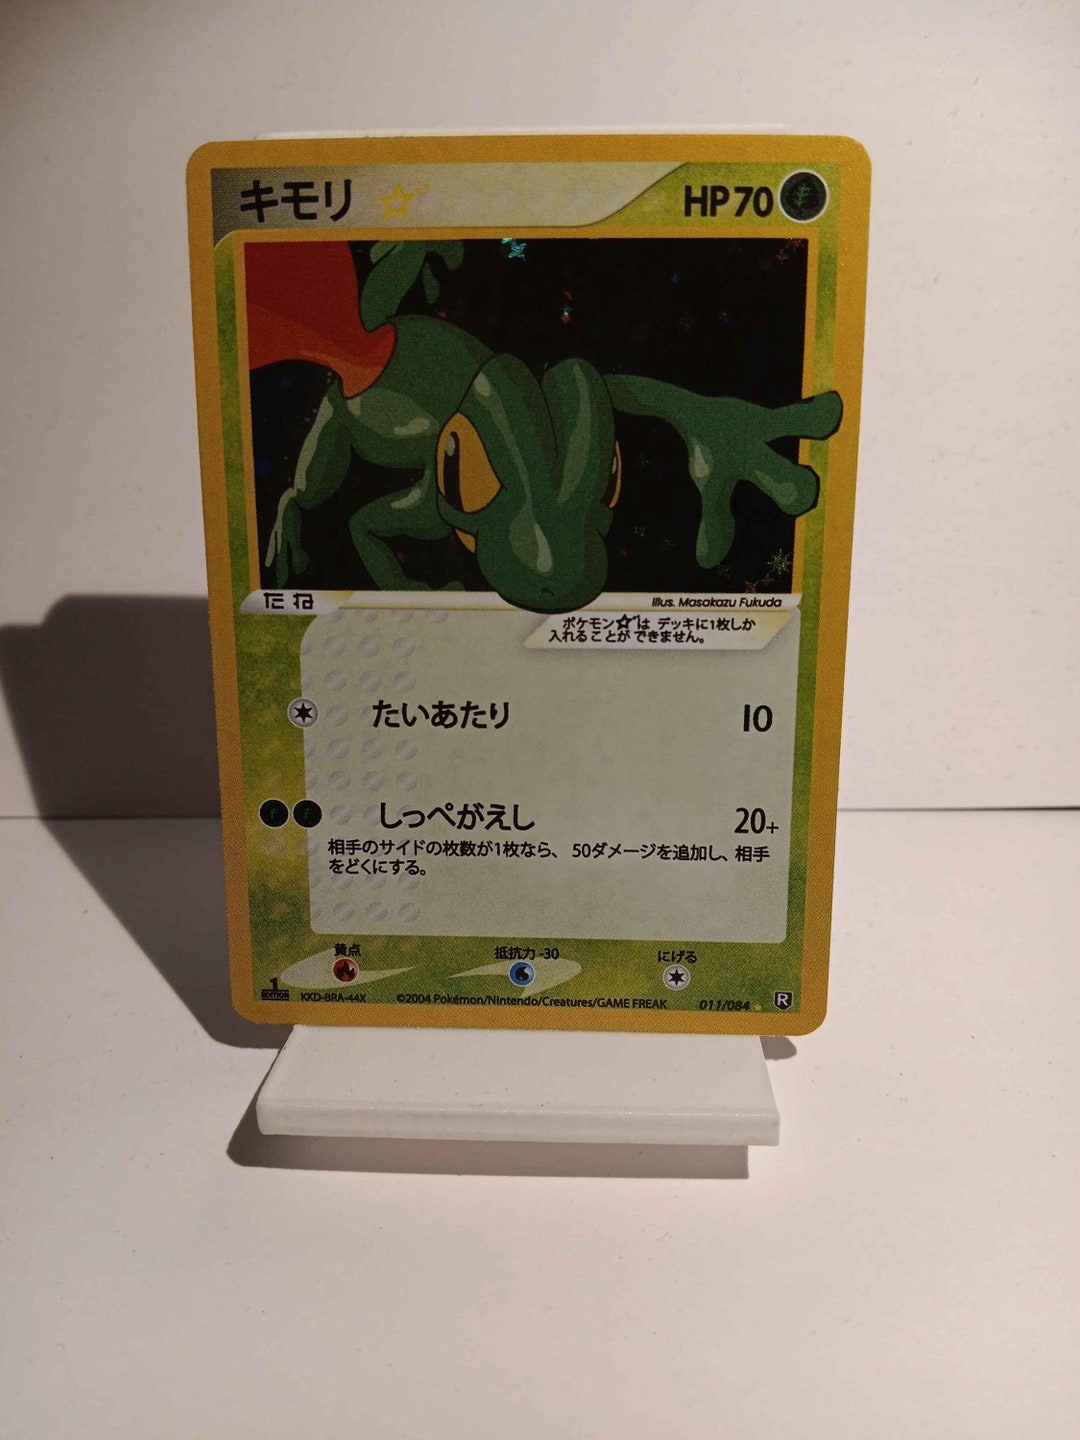 キモリ ☆ HP70
たね
Illus. Masakazu Fukuda
ポケモン☆は デッキに1枚しか
入れることが できません。
たいあたり 10
しっぺがえし 20+
相手のサイドの枚数が1枚なら、 50ダメージを追加し、相手
をどくにする。
黄点 抵抗力 -30 にげる
1 EDITION KKD-BRA-44X ©2004 Pokémon/Nintendo/Creatures/GAME FREAK 011/084 R